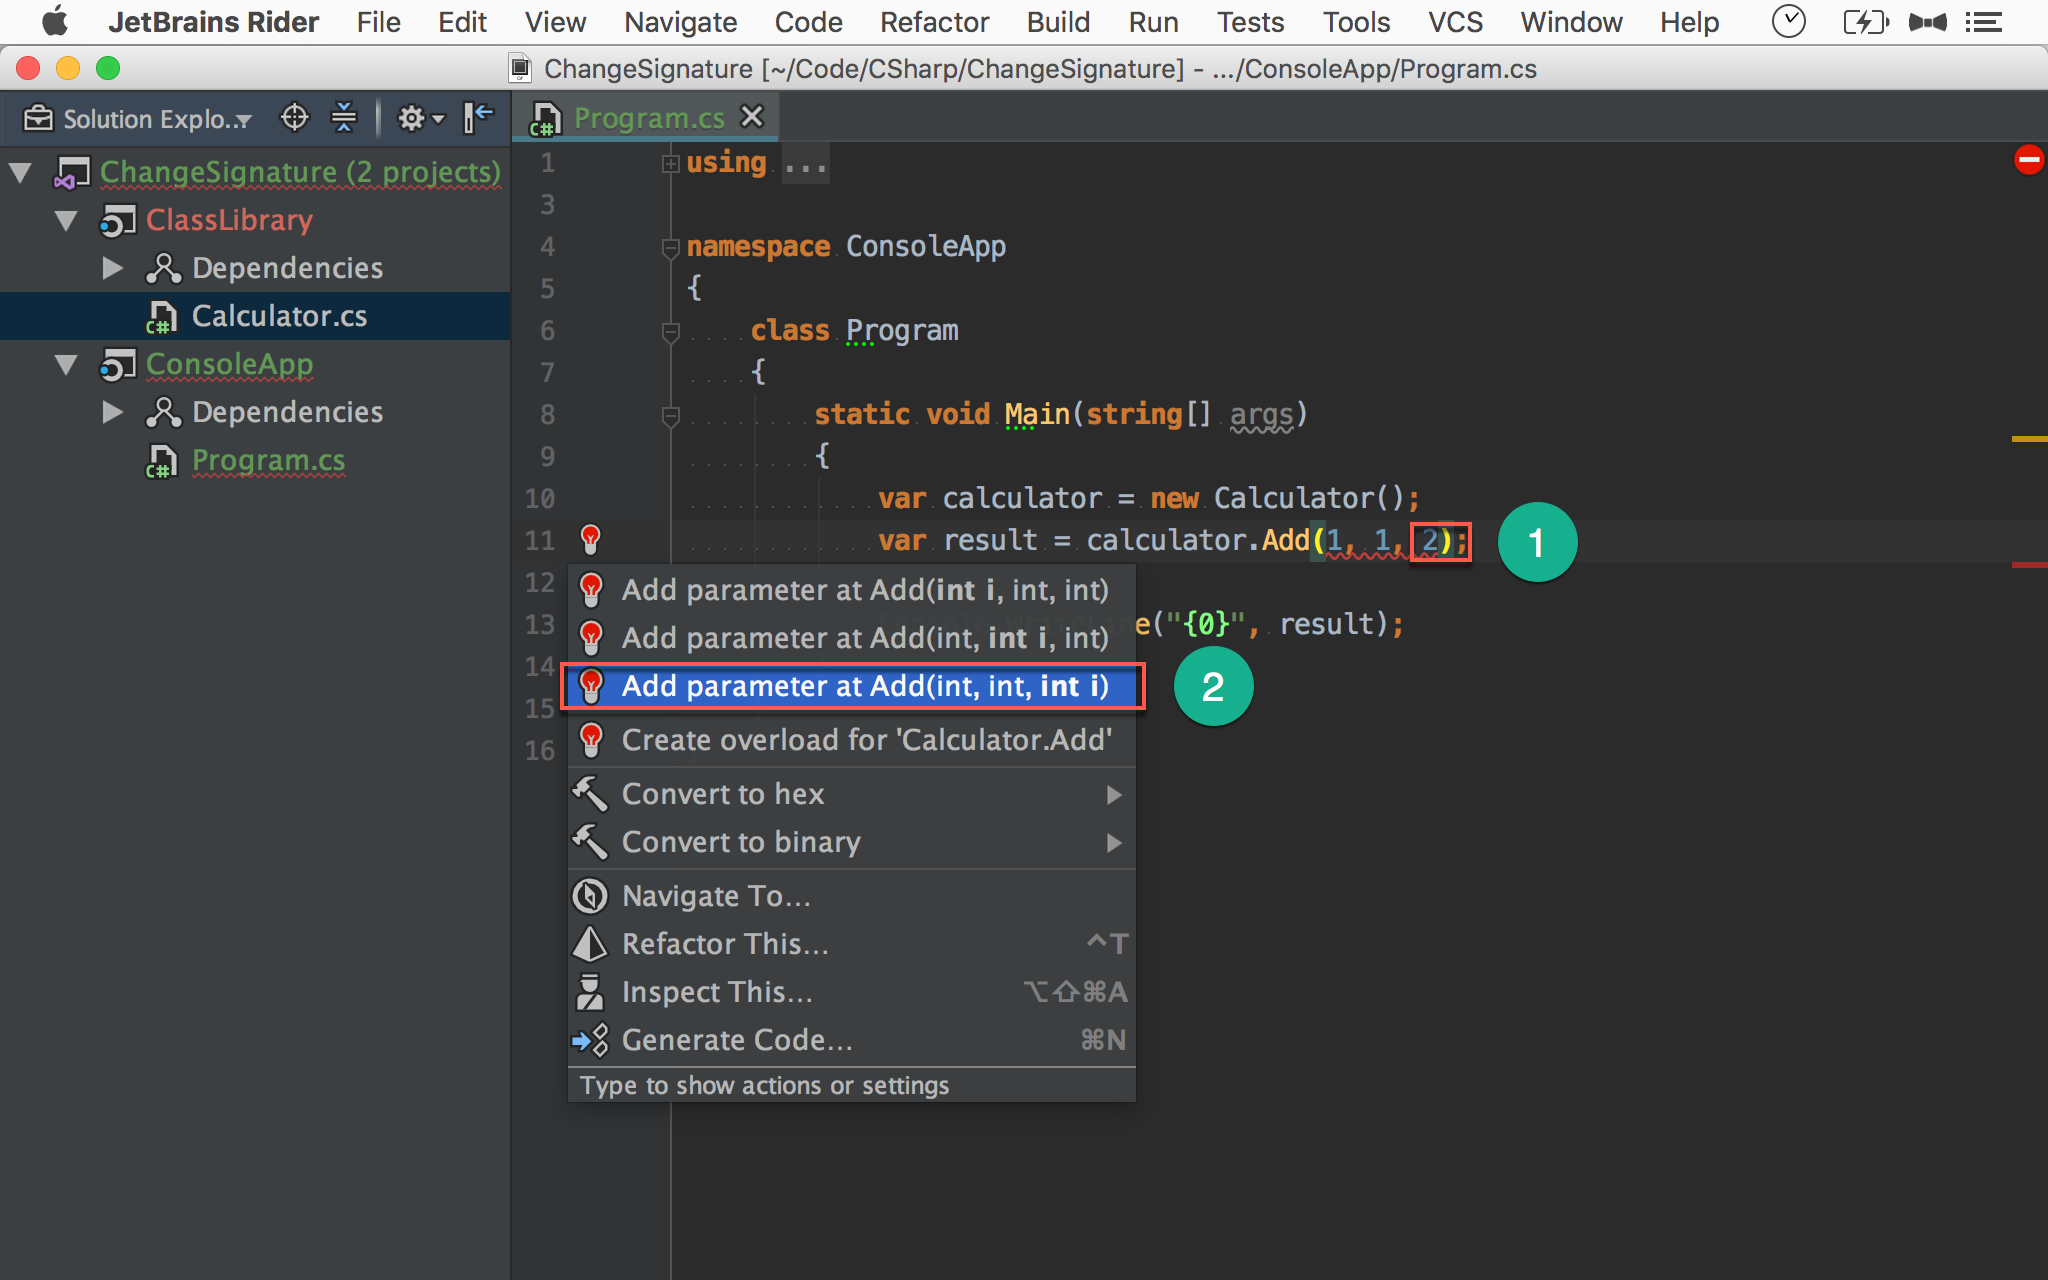 JetBrains Rider File Edit View Navigate Code Refactor Build Run Tests Tools VCS Window Help
ChangeSignature [~/Code/CSharp/ChangeSignature] - .../ConsoleApp/Program.cs
Solution Explo...
ChangeSignature (2 projects)
ClassLibrary
Dependencies
C# Calculator.cs
ConsoleApp
Dependencies
C# Program.cs
C# Program.cs
1 using ...
3
4 namespace ConsoleApp
5 {
6 class Program
7 {
8 static void Main(string[] args)
9 {
10 var calculator = new Calculator();
11 var result = calculator.Add(1, 1, 2);
1
12
13 Console.WriteLine("{0}", result);
14
15
16
Add parameter at Add(int i, int, int)
Add parameter at Add(int, int i, int)
Add parameter at Add(int, int, int i)
2
Create overload for 'Calculator.Add'
Convert to hex
Convert to binary
Navigate To...
Refactor This... ^T
Inspect This... ⌥⇧⌘A
Generate Code... ⌘N
Type to show actions or settings